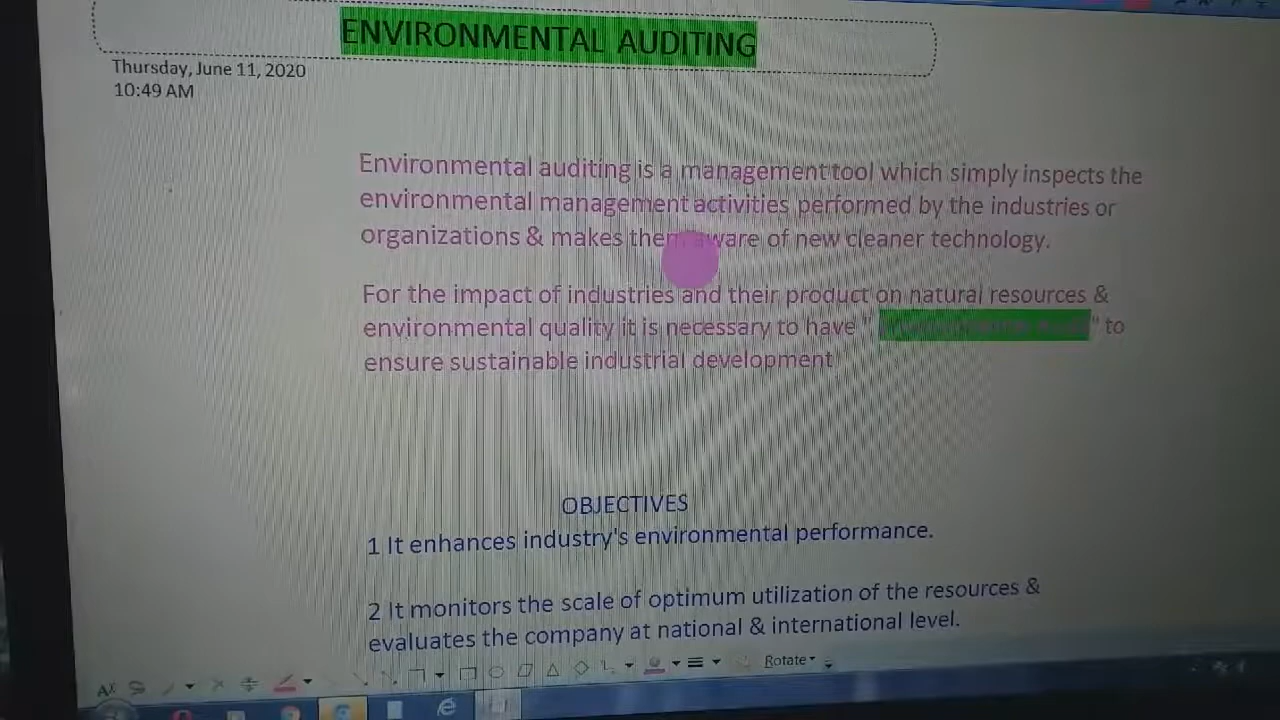 ENVIRONMENTAL AUDITING
Thursday, June 11, 2020
10:49 AM
Environmental auditing is a management tool which simply inspects the
environmental management activities performed by the industries or
organizations & makes them aware of new cleaner technology.
For the impact of industries and their product on natural resources &
environmental quality it is necessary to have " " to
ensure sustainable industrial development
OBJECTIVES
1 It enhances industry's environmental performance.
2 It monitors the scale of optimum utilization of the resources &
evaluates the company at national & international level.
Rotate